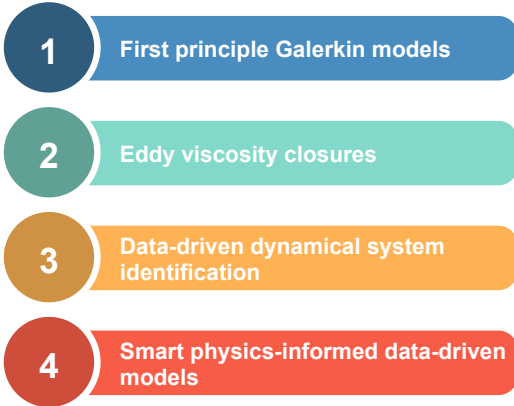 1
First principle Galerkin models
2
Eddy viscosity closures
3
Data-driven dynamical system
identification
4
Smart physics-informed data-driven
models